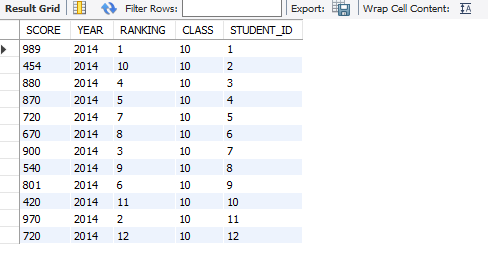 Result Grid Filter Rows: Export: Wrap Cell Content: IA
SCORE YEAR RANKING CLASS STUDENT_ID
989 2014 1 10 1
454 2014 10 10 2
880 2014 4 10 3
870 2014 5 10 4
720 2014 7 10 5
670 2014 8 10 6
900 2014 3 10 7
540 2014 9 10 8
801 2014 6 10 9
420 2014 11 10 10
970 2014 2 10 11
720 2014 12 10 12